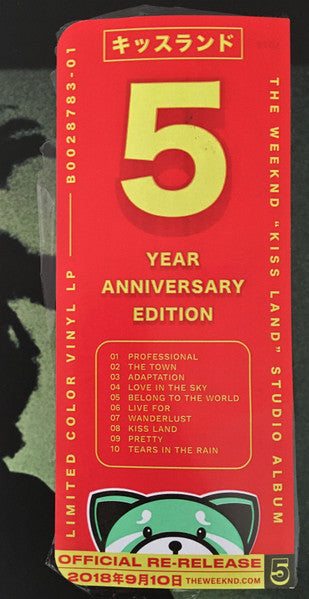 キッスランド
5
YEAR
ANNIVERSARY
EDITION
01 PROFESSIONAL
02 THE TOWN
03 ADAPTATION
04 LOVE IN THE SKY
05 BELONG TO THE WORLD
06 LIVE FOR
07 WANDERLUST
08 KISS LAND
09 PRETTY
10 TEARS IN THE RAIN
LIMITED COLOR VINYL LP — B0028783-01
THE WEEKND "KISS LAND" STUDIO ALBUM
OFFICIAL RE-RELEASE
2018年9月10日 THEWEEKND.COM
5